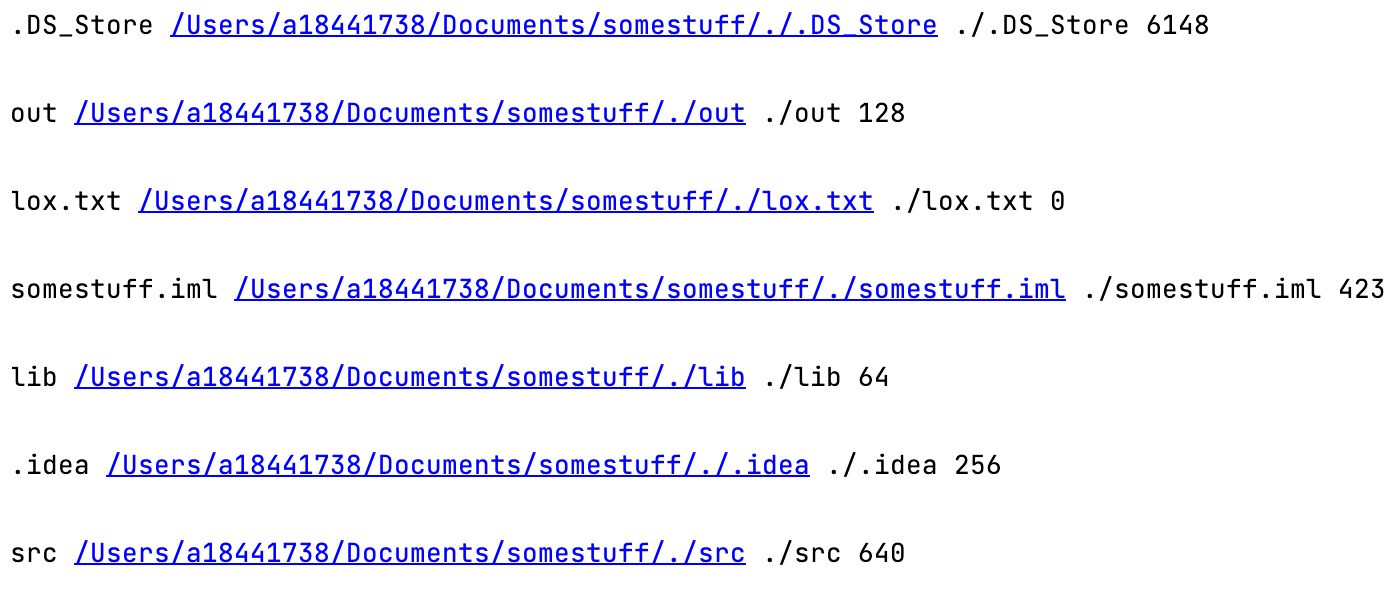 .DS_Store /Users/a18441738/Documents/somestuff/./.DS_Store ./.DS_Store 6148
out /Users/a18441738/Documents/somestuff/./out ./out 128
lox.txt /Users/a18441738/Documents/somestuff/./lox.txt ./lox.txt 0
somestuff.iml /Users/a18441738/Documents/somestuff/./somestuff.iml ./somestuff.iml 423
lib /Users/a18441738/Documents/somestuff/./lib ./lib 64
.idea /Users/a18441738/Documents/somestuff/./.idea ./.idea 256
src /Users/a18441738/Documents/somestuff/./src ./src 640